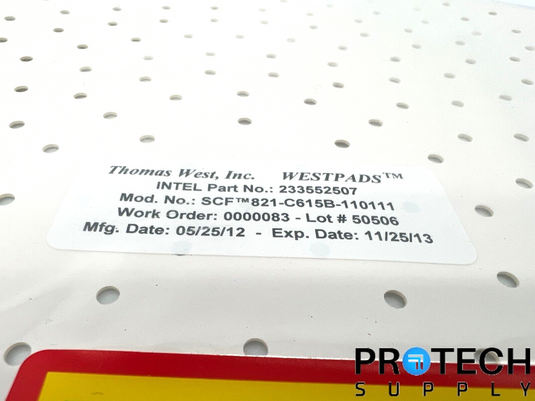 Thomas West, Inc. WESTPADS™
INTEL Part No.: 233552507
Mod. No.: SCF™821-C615B-110111
Work Order: 0000083 - Lot # 50506
Mfg. Date: 05/25/12 - Exp. Date: 11/25/13
PROTECH
SUPPLY